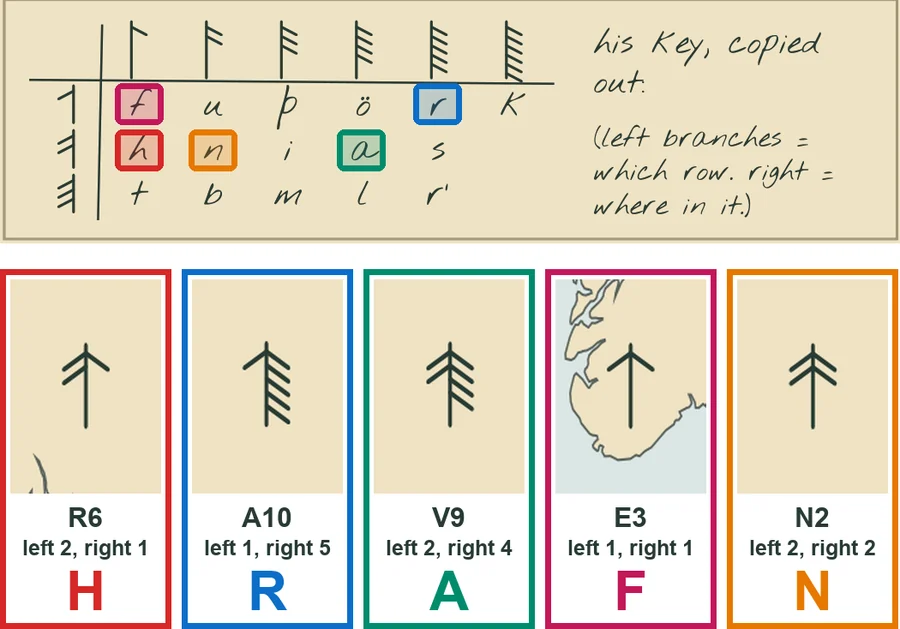 his Key, copied
out.
(left branches =
which row. right =
where in it.)
f u þ ö r K
h n i a s
t b m l r'
R6
left 2, right 1
H
A10
left 1, right 5
R
V9
left 2, right 4
A
E3
left 1, right 1
F
N2
left 2, right 2
N